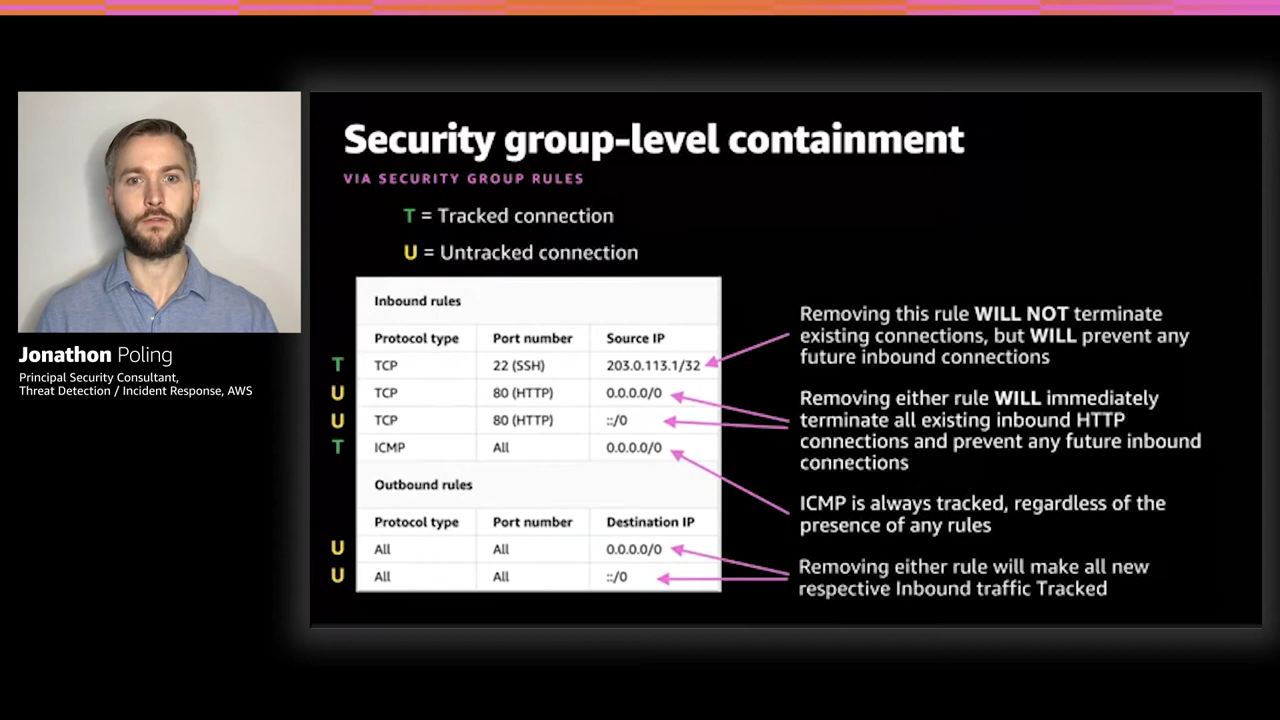 Security group-level containment
VIA SECURITY GROUP RULES
T = Tracked connection
U = Untracked connection
Jonathon Poling
Principal Security Consultant,
Threat Detection / Incident Response, AWS
Inbound rules
Protocol type Port number Source IP
T TCP 22 (SSH) 203.0.113.1/32
U TCP 80 (HTTP) 0.0.0.0/0
U TCP 80 (HTTP) ::/0
T ICMP All 0.0.0.0/0
Outbound rules
Protocol type Port number Destination IP
U All All 0.0.0.0/0
U All All ::/0
Removing this rule WILL NOT terminate
existing connections, but WILL prevent any
future inbound connections
Removing either rule WILL immediately
terminate all existing inbound HTTP
connections and prevent any future inbound
connections
ICMP is always tracked, regardless of the
presence of any rules
Removing either rule will make all new
respective Inbound traffic Tracked